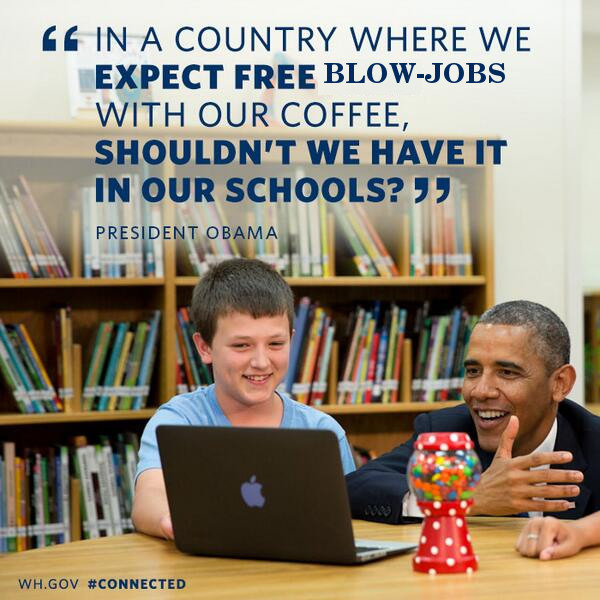 “ IN A COUNTRY WHERE WE
EXPECT FREE BLOW-JOBS
WITH OUR COFFEE,
SHOULDN'T WE HAVE IT
IN OUR SCHOOLS? ”
PRESIDENT OBAMA
WH.GOV #CONNECTED